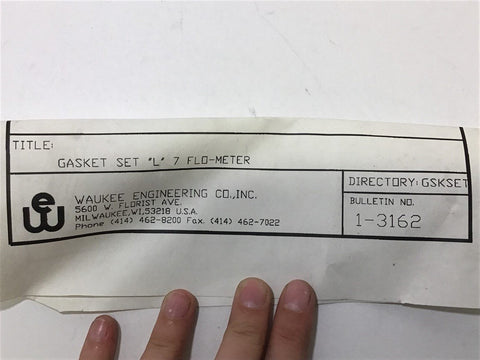 TITLE:
GASKET SET "L" 7 FLO-METER
eW
WAUKEE ENGINEERING CO.,INC.
5600 W. FLORIST AVE.
MILWAUKEE,WI,53218 U.S.A.
Phone (414) 462-8200 Fax. (414) 462-7022
DIRECTORY: GSKSET
BULLETIN NO.
1-3162